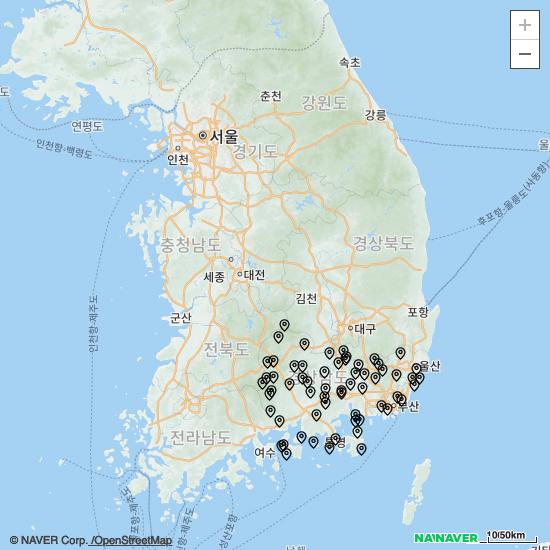 속초
춘천
강원도
강릉
도
연평도
서울
인천항-백령도
인천
경기도
울
후포항-울릉도(사동항)
충청남도
경상북도
세종
대전
김천
인천항-제주도
군산
포항
대구
전북도
울산
부산
전라남도
여수
통영
© NAVER Corp. /OpenStreetMap
NAVER
10/50km